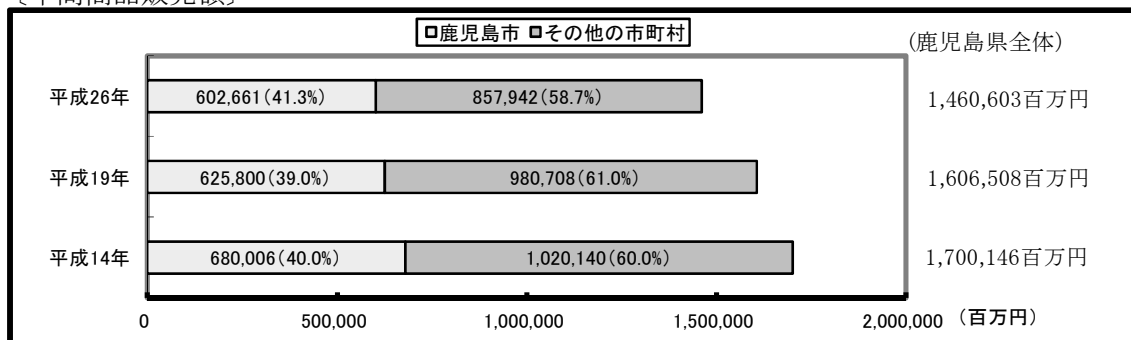 □鹿児島市 ■その他の市町村
(鹿児島県全体)
平成26年 602,661(41.3%) 857,942(58.7%) 1,460,603百万円
平成19年 625,800(39.0%) 980,708(61.0%) 1,606,508百万円
平成14年 680,006(40.0%) 1,020,140(60.0%) 1,700,146百万円
0 500,000 1,000,000 1,500,000 2,000,000 (百万円)